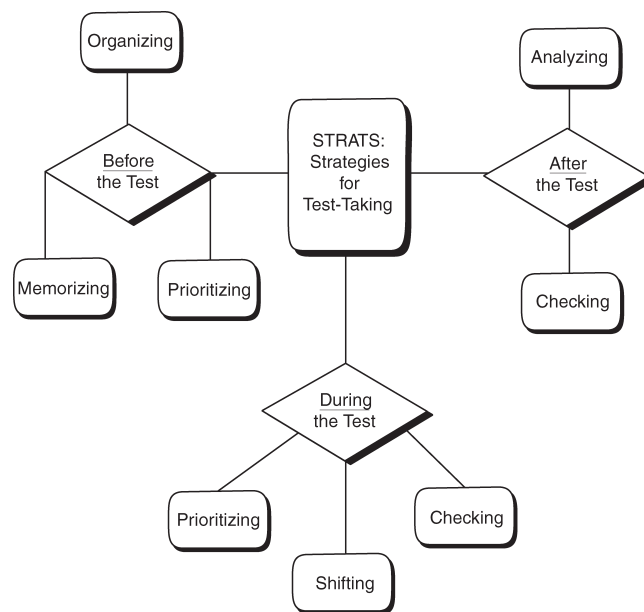 Organizing
Analyzing
STRATS:
Strategies
for
Test-Taking
Before
the Test
After
the Test
Memorizing
Prioritizing
Checking
During
the Test
Prioritizing
Checking
Shifting